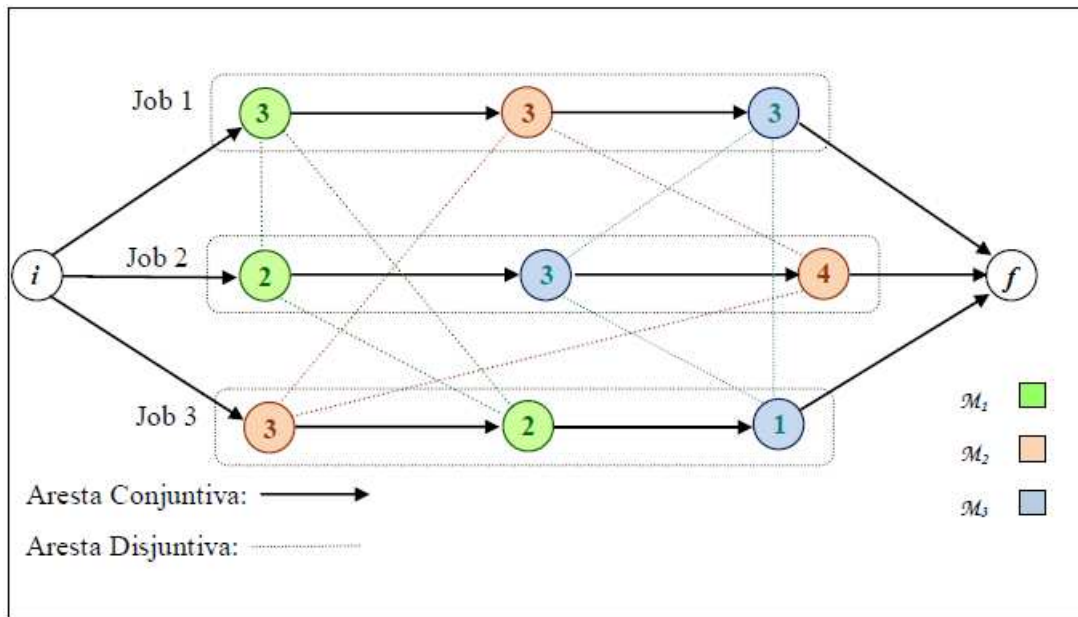 Job 1
3 3 3
Job 2
i 2 3 4 f
Job 3
3 2 1
M1
M2
M3
Aresta Conjuntiva:
Aresta Disjuntiva: